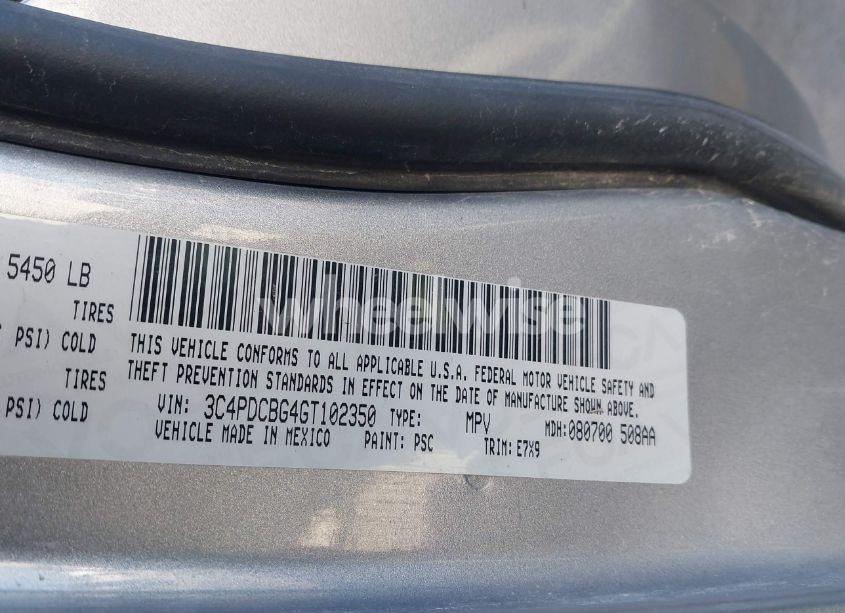 5450 LB
TIRES
PSI) COLD
TIRES
PSI) COLD
wheelwise
THIS VEHICLE CONFORMS TO ALL APPLICABLE U.S.A. FEDERAL MOTOR VEHICLE SAFETY AND
THEFT PREVENTION STANDARDS IN EFFECT ON THE DATE OF MANUFACTURE SHOWN ABOVE.
VIN: 3C4PDCBG4GT102350 TYPE: MPV MDH:080700 508AA
VEHICLE MADE IN MEXICO PAINT: PSC TRIM: E7X9